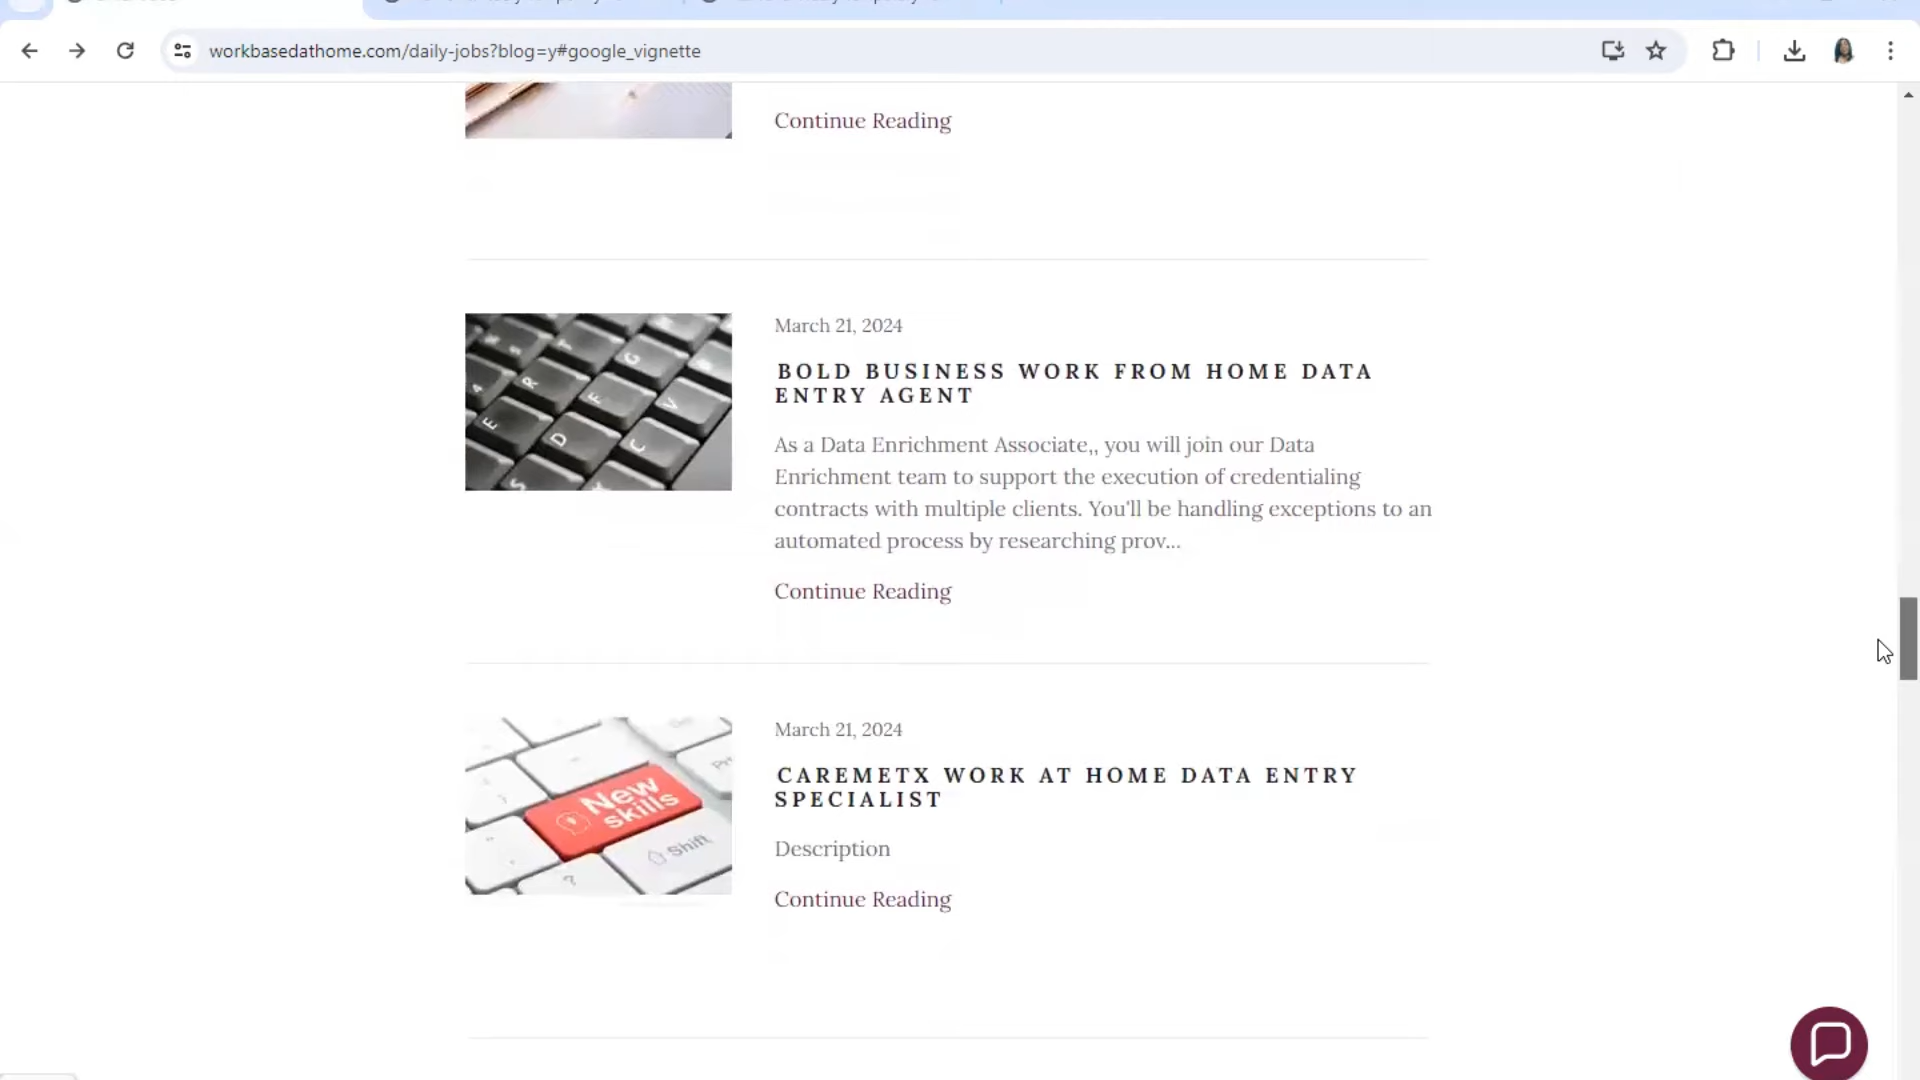 workbasedathome.com/daily-jobs?blog=y#google_vignette
Continue Reading
March 21, 2024
BOLD BUSINESS WORK FROM HOME DATA
ENTRY AGENT
As a Data Enrichment Associate,, you will join our Data
Enrichment team to support the execution of credentialing
contracts with multiple clients. You'll be handling exceptions to an
automated process by researching prov...
Continue Reading
March 21, 2024
CAREMETX WORK AT HOME DATA ENTRY
SPECIALIST
New
skills
Shift
Description
Continue Reading